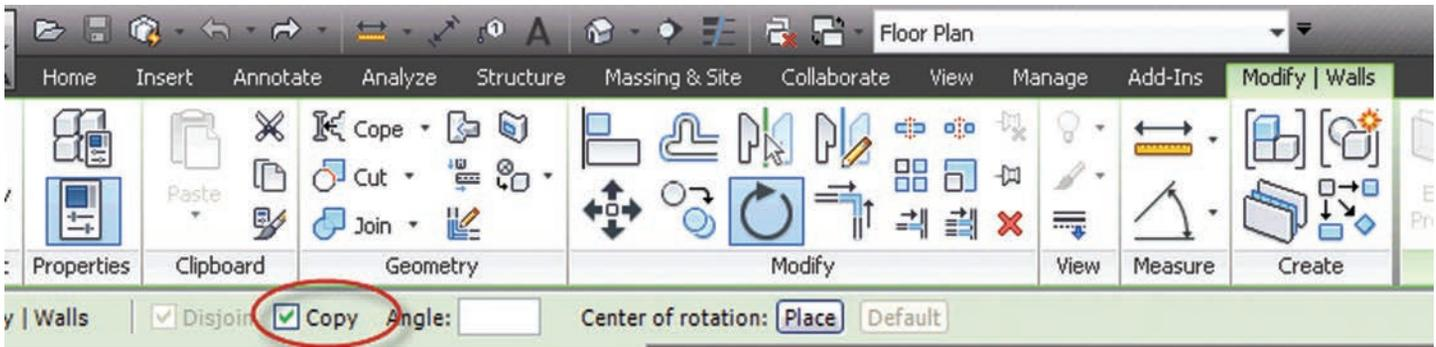 A Floor Plan
Home Insert Annotate Analyze Structure Massing & Site Collaborate View Manage Add-Ins Modify | Walls
Cope
Paste Cut
Join
Properties Clipboard Geometry Modify View Measure Create
y | Walls Disjoin Copy Angle: Center of rotation: Place Default